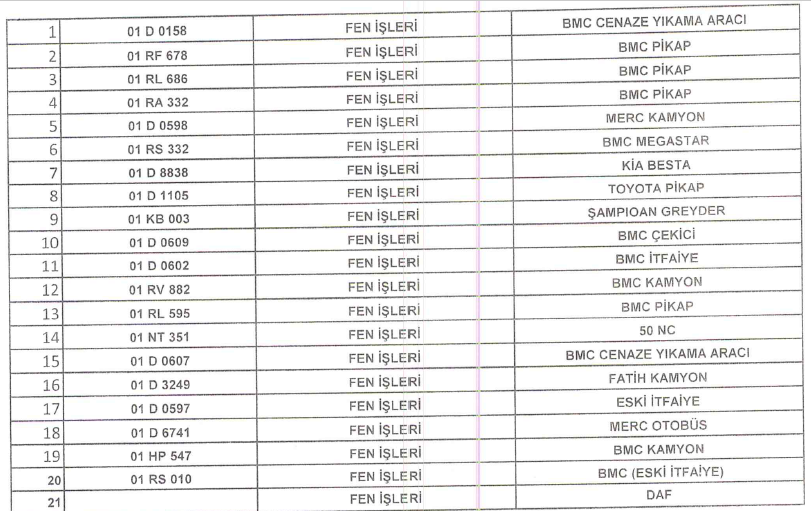 1 01 D 0158 FEN İŞLERİ BMC CENAZE YIKAMA ARACI
2 01 RF 678 FEN İŞLERİ BMC PİKAP
3 01 RL 686 FEN İŞLERİ BMC PİKAP
4 01 RA 332 FEN İŞLERİ BMC PİKAP
5 01 D 0598 FEN İŞLERİ MERC KAMYON
6 01 RS 332 FEN İŞLERİ BMC MEGASTAR
7 01 D 8838 FEN İŞLERİ KİA BESTA
8 01 D 1105 FEN İŞLERİ TOYOTA PİKAP
9 01 KB 003 FEN İŞLERİ ŞAMPIOAN GREYDER
10 01 D 0609 FEN İŞLERİ BMC ÇEKİCİ
11 01 D 0602 FEN İŞLERİ BMC İTFAİYE
12 01 RV 882 FEN İŞLERİ BMC KAMYON
13 01 RL 595 FEN İŞLERİ BMC PİKAP
14 01 NT 351 FEN İŞLERİ 50 NC
15 01 D 0607 FEN İŞLERİ BMC CENAZE YIKAMA ARACI
16 01 D 3249 FEN İŞLERİ FATİH KAMYON
17 01 D 0597 FEN İŞLERİ ESKİ İTFAİYE
18 01 D 6741 FEN İŞLERİ MERC OTOBÜS
19 01 HP 547 FEN İŞLERİ BMC KAMYON
20 01 RS 010 FEN İŞLERİ BMC (ESKİ İTFAİYE)
21 FEN İŞLERİ DAF